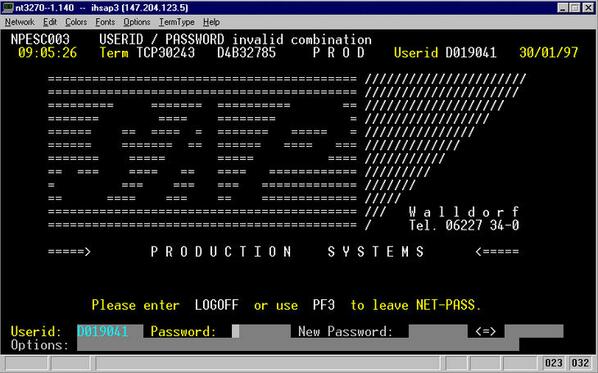 nt3270--1.140 -- ihsap3 (147.204.123.5)
Network Edit Colors Fonts Options TermType Help
NPESC003 USERID / PASSWORD invalid combination
09:05:26 Term TCP30243 D4B32785 P R O D Userid D019041 30/01/97
W a l l d o r f
/ Tel. 06227 34-0
=====> P R O D U C T I O N S Y S T E M S <=====
Please enter LOGOFF or use PF3 to leave NET-PASS.
Userid: D019041 Password: New Password: <=>
Options:
023 032